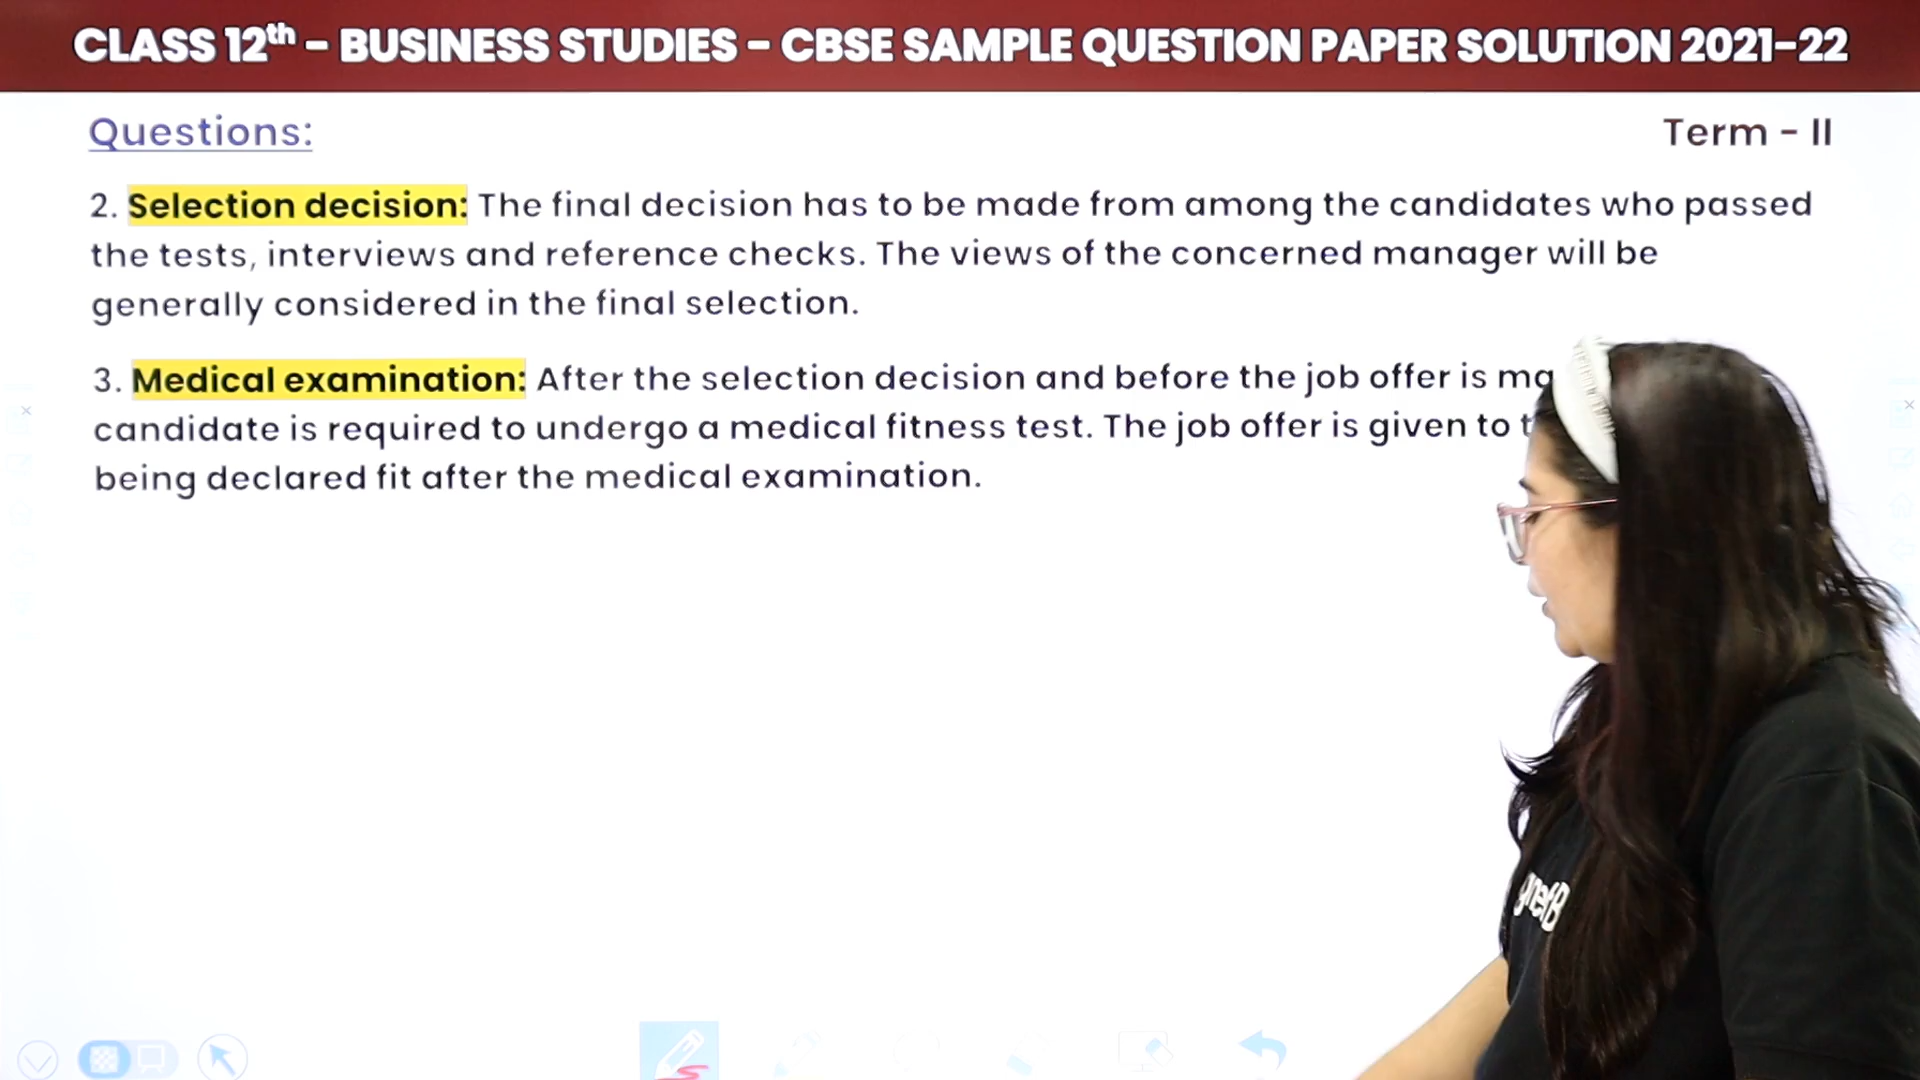 CLASS 12th – BUSINESS STUDIES – CBSE SAMPLE QUESTION PAPER SOLUTION 2021–22
Questions:
Term - II
2. Selection decision: The final decision has to be made from among the candidates who passed
the tests, interviews and reference checks. The views of the concerned manager will be
generally considered in the final selection.
3. Medical examination: After the selection decision and before the job offer is
candidate is required to undergo a medical fitness test. The job offer is given to
being declared fit after the medical examination.